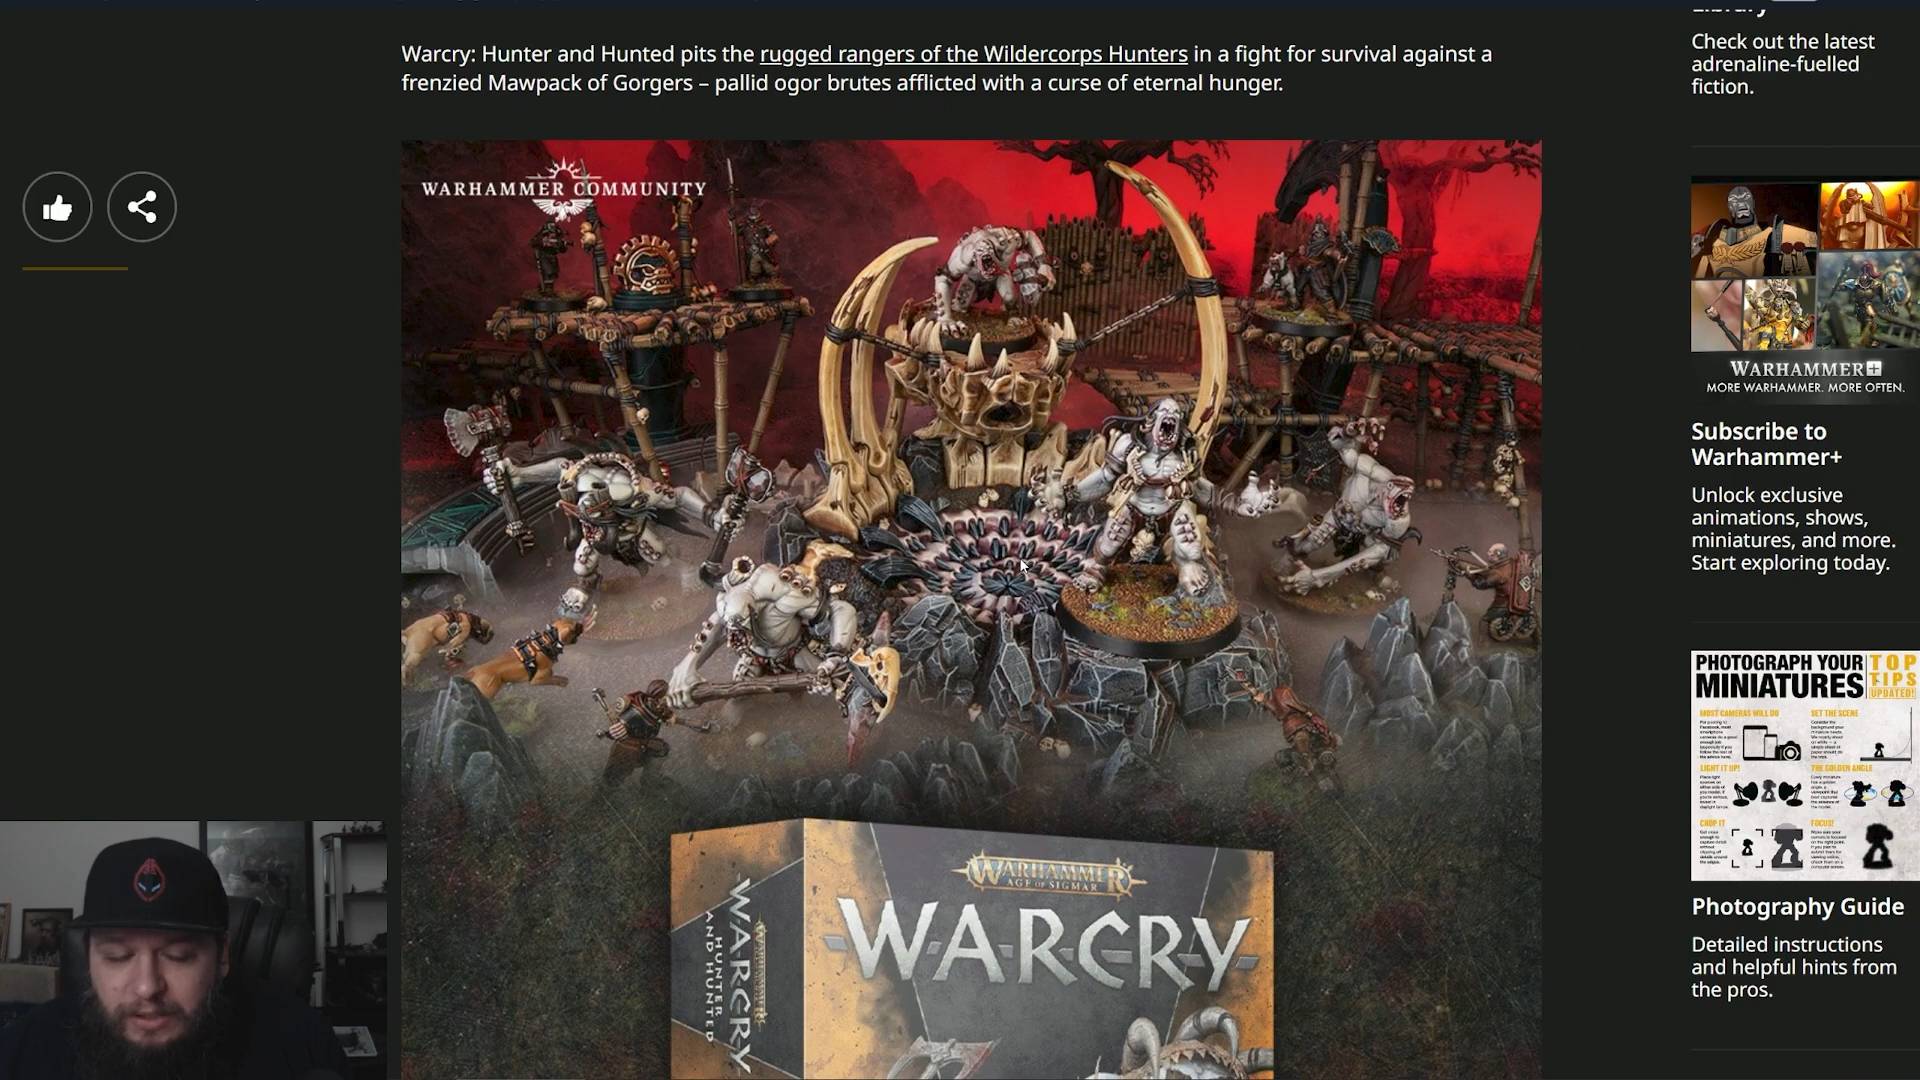 Warcry: Hunter and Hunted pits the rugged rangers of the Wildercorps Hunters in a fight for survival against a
frenzied Mawpack of Gorgers – pallid ogor brutes afflicted with a curse of eternal hunger.
WARHAMMER COMMUNITY
WARHAMMER
AGE OF SIGMAR
WARCRY
WARCRY
HUNTER
AND HUNTED
Library
Check out the latest
adrenaline-fuelled
fiction.
WARHAMMER+
MORE WARHAMMER. MORE OFTEN.
Subscribe to
Warhammer+
Unlock exclusive
animations, shows,
miniatures, and more.
Start exploring today.
PHOTOGRAPH YOUR
MINIATURES
TOP
TIPS
UPDATED!
MOST CAMERAS WILL DO
SET THE SCENE
LIGHT IT UP!
THE GOLDEN ANGLE
CROP IT
FOCUS!
Photography Guide
Detailed instructions
and helpful hints from
the pros.